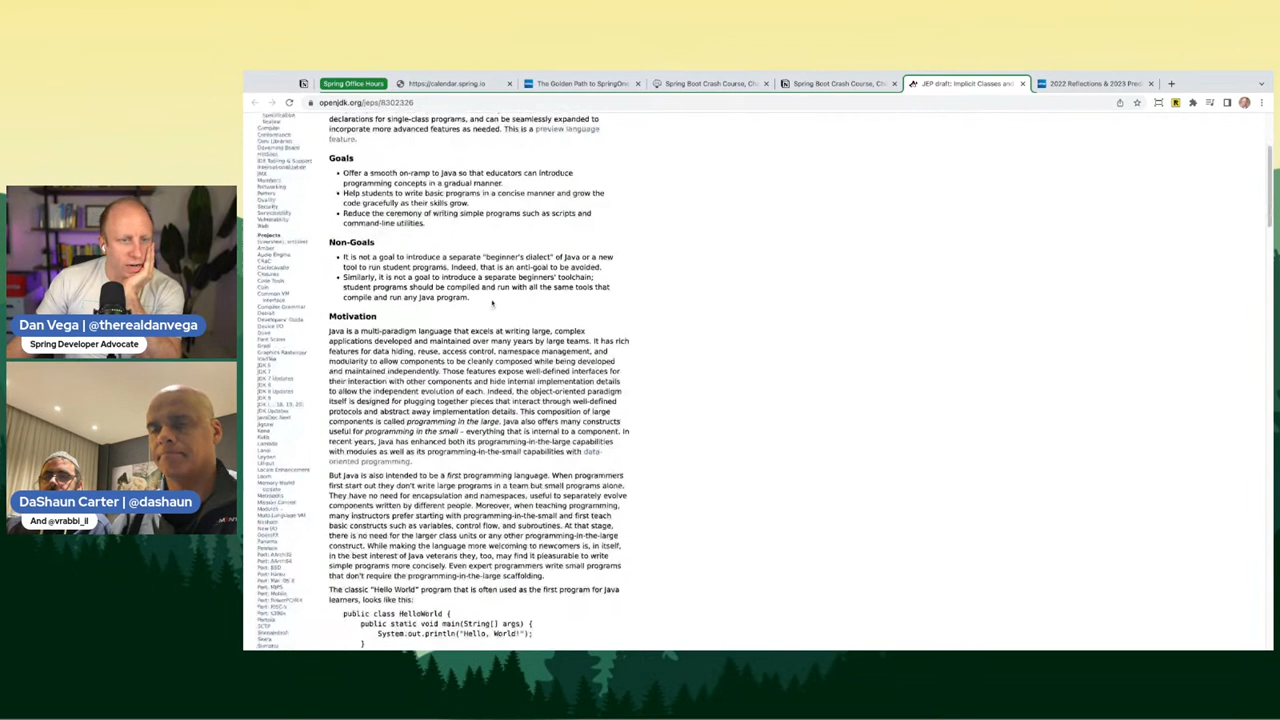 Spring Office Hours
https://calendar.spring.io
The Golden Path to SpringOne
Spring Boot Crash Course, Ch
Spring Boot Crash Course, Ch
JEP draft: Implicit Classes and
2022 Reflections & 2023 Pred
openjdk.org/jeps/8302326
declarations for single-class programs, and can be seamlessly expanded to
incorporate more advanced features as needed. This is a preview language
feature.
Goals
• Offer a smooth on-ramp to Java so that educators can introduce
programming concepts in a gradual manner.
• Help students to write basic programs in a concise manner and grow the
code gracefully as their skills grow.
• Reduce the ceremony of writing simple programs such as scripts and
command-line utilities.
Non-Goals
• It is not a goal to introduce a separate "beginner's dialect" of Java or a new
tool to run student programs. Indeed, that is an anti-goal to be avoided.
• Similarly, it is not a goal to introduce a separate beginners' toolchain;
student programs should be compiled and run with all the same tools that
compile and run any Java program.
Motivation
Java is a multi-paradigm language that excels at writing large, complex
applications developed and maintained over many years by large teams. It has rich
features for data hiding, reuse, access control, namespace management, and
modularity to allow components to be cleanly composed while being developed
and maintained independently. Those features expose well-defined interfaces for
their interaction with other components and hide internal implementation details
to allow the independent evolution of each. Indeed, the object-oriented paradigm
itself is designed for plugging together pieces that interact through well-defined
protocols and abstract away implementation details. This composition of large
components is called programming in the large. Java also offers many constructs
useful for programming in the small – everything that is internal to a component. In
recent years, Java has enhanced both its programming-in-the-large capabilities
with modules as well as its programming-in-the-small capabilities with data-
oriented programming.
But Java is also intended to be a first programming language. When programmers
first start out they don't write large programs in a team but small programs alone.
They have no need for encapsulation and namespaces, useful to separately evolve
components written by different people. Moreover, when teaching programming,
many instructors prefer starting with programming-in-the-small and first teach
basic constructs such as variables, control flow, and subroutines. At that stage,
there is no need for the larger class units or any other programming-in-the-large
construct. While making the language more welcoming to newcomers is, in itself,
in the best interest of Java veterans they, too, may find it pleasurable to write
simple programs more concisely. Even expert programmers write small programs
that don't require the programming-in-the-large scaffolding.
The classic "Hello World" program that is often used as the first program for Java
learners, looks like this:
public class HelloWorld {
public static void main(String[] args) {
System.out.println("Hello, World!");
}
Dan Vega | @therealdanvega
Spring Developer Advocate
DaShaun Carter | @dashaun
And @vrabbi_il